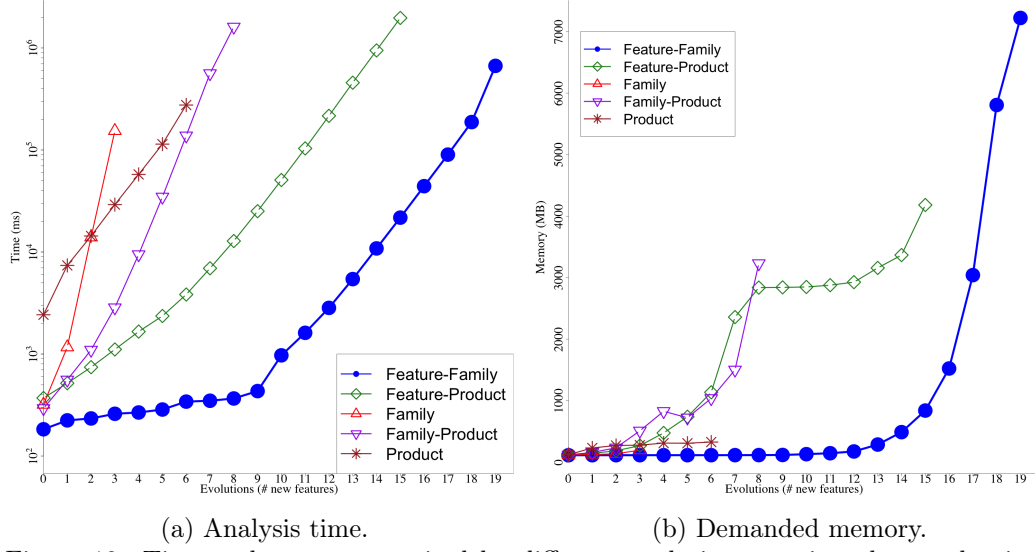 10^6
10^5
10^4
10^3
10^2
Time (ms)
0 1 2 3 4 5 6 7 8 9 10 11 12 13 14 15 16 17 18 19
Evolutions (# new features)
Feature-Family
Feature-Product
Family
Family-Product
Product
(a) Analysis time.
7000
6000
5000
4000
3000
2000
1000
0
Memory (MB)
0 1 2 3 4 5 6 7 8 9 10 11 12 13 14 15 16 17 18 19
Evolutions (# new features)
Feature-Family
Feature-Product
Family
Family-Product
Product
(b) Demanded memory.